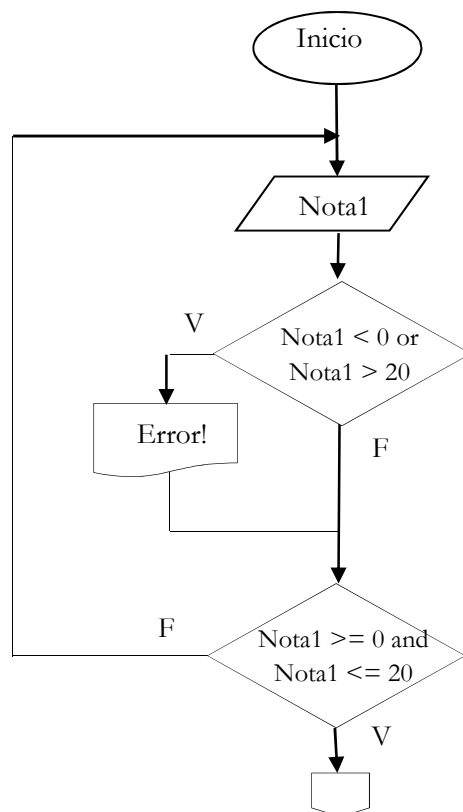 Inicio
Nota1
V
Nota1 < 0 or
Nota1 > 20
Error!
F
F
Nota1 >= 0 and
Nota1 <= 20
V